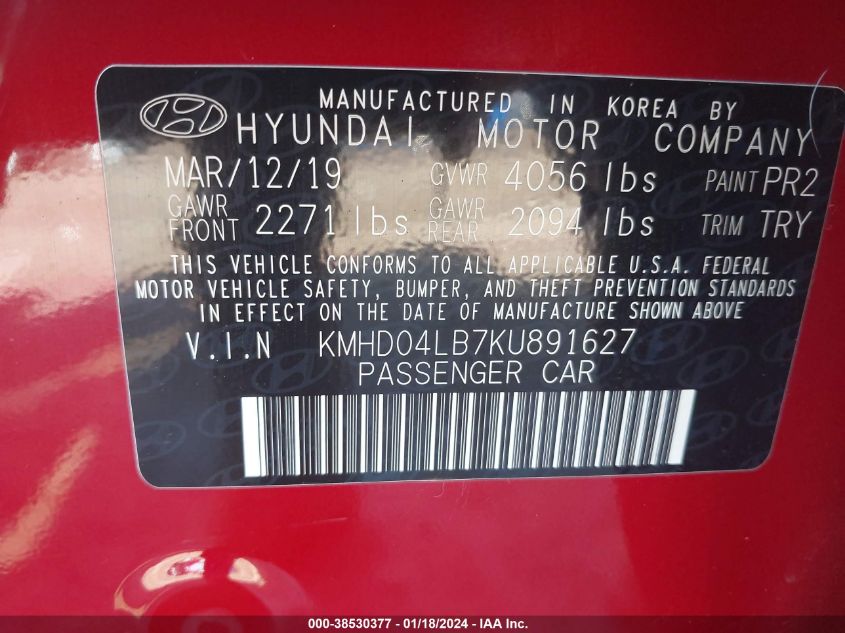 MANUFACTURED IN KOREA BY
HYUNDAI MOTOR COMPANY
MAR/12/19 GVWR 4056 lbs PAINT PR2
GAWR FRONT 2271 lbs GAWR REAR 2094 lbs TRIM TRY
THIS VEHICLE CONFORMS TO ALL APPLICABLE U.S.A. FEDERAL
MOTOR VEHICLE SAFETY, BUMPER, AND THEFT PREVENTION STANDARDS
IN EFFECT ON THE DATE OF MANUFACTURE SHOWN ABOVE
V.I.N KMHD04LB7KU891627
PASSENGER CAR
000-38530377 - 01/18/2024 - IAA Inc.